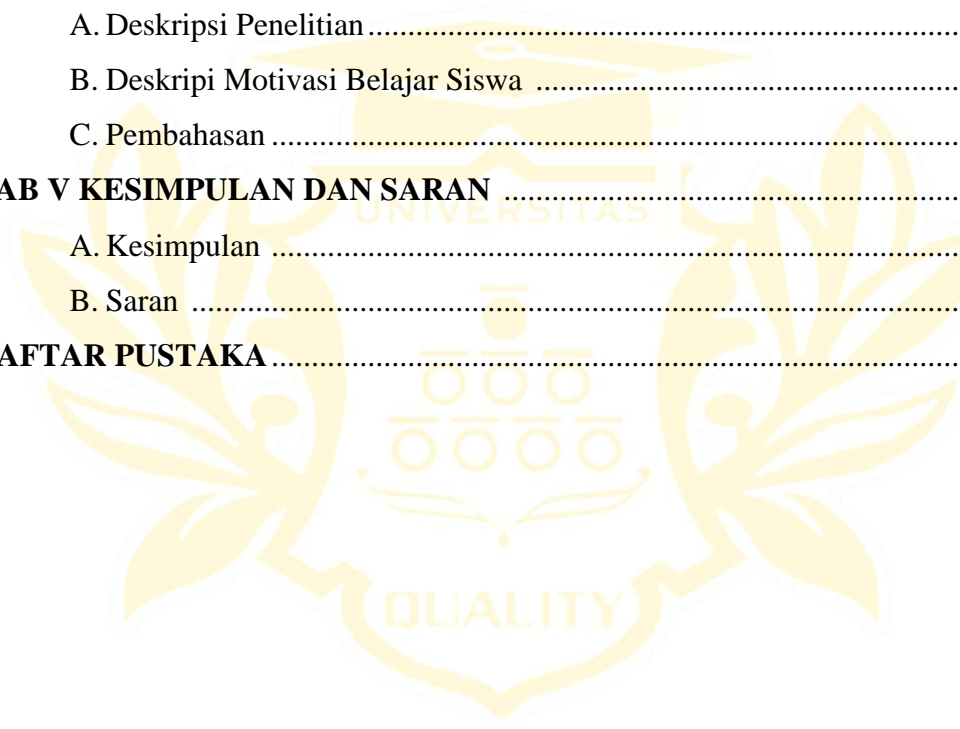 A. Deskripsi Penelitian.....................................................................................
B. Deskripi Motivasi Belajar Siswa .....................................................
C. Pembahasan .....................................................................................
AB V KESIMPULAN DAN SARAN .........................................................
A. Kesimpulan .....................................................................................
B. Saran ...............................................................................................
AFTAR PUSTAKA.....................................................................................
UNIVERSITAS
QUALITY